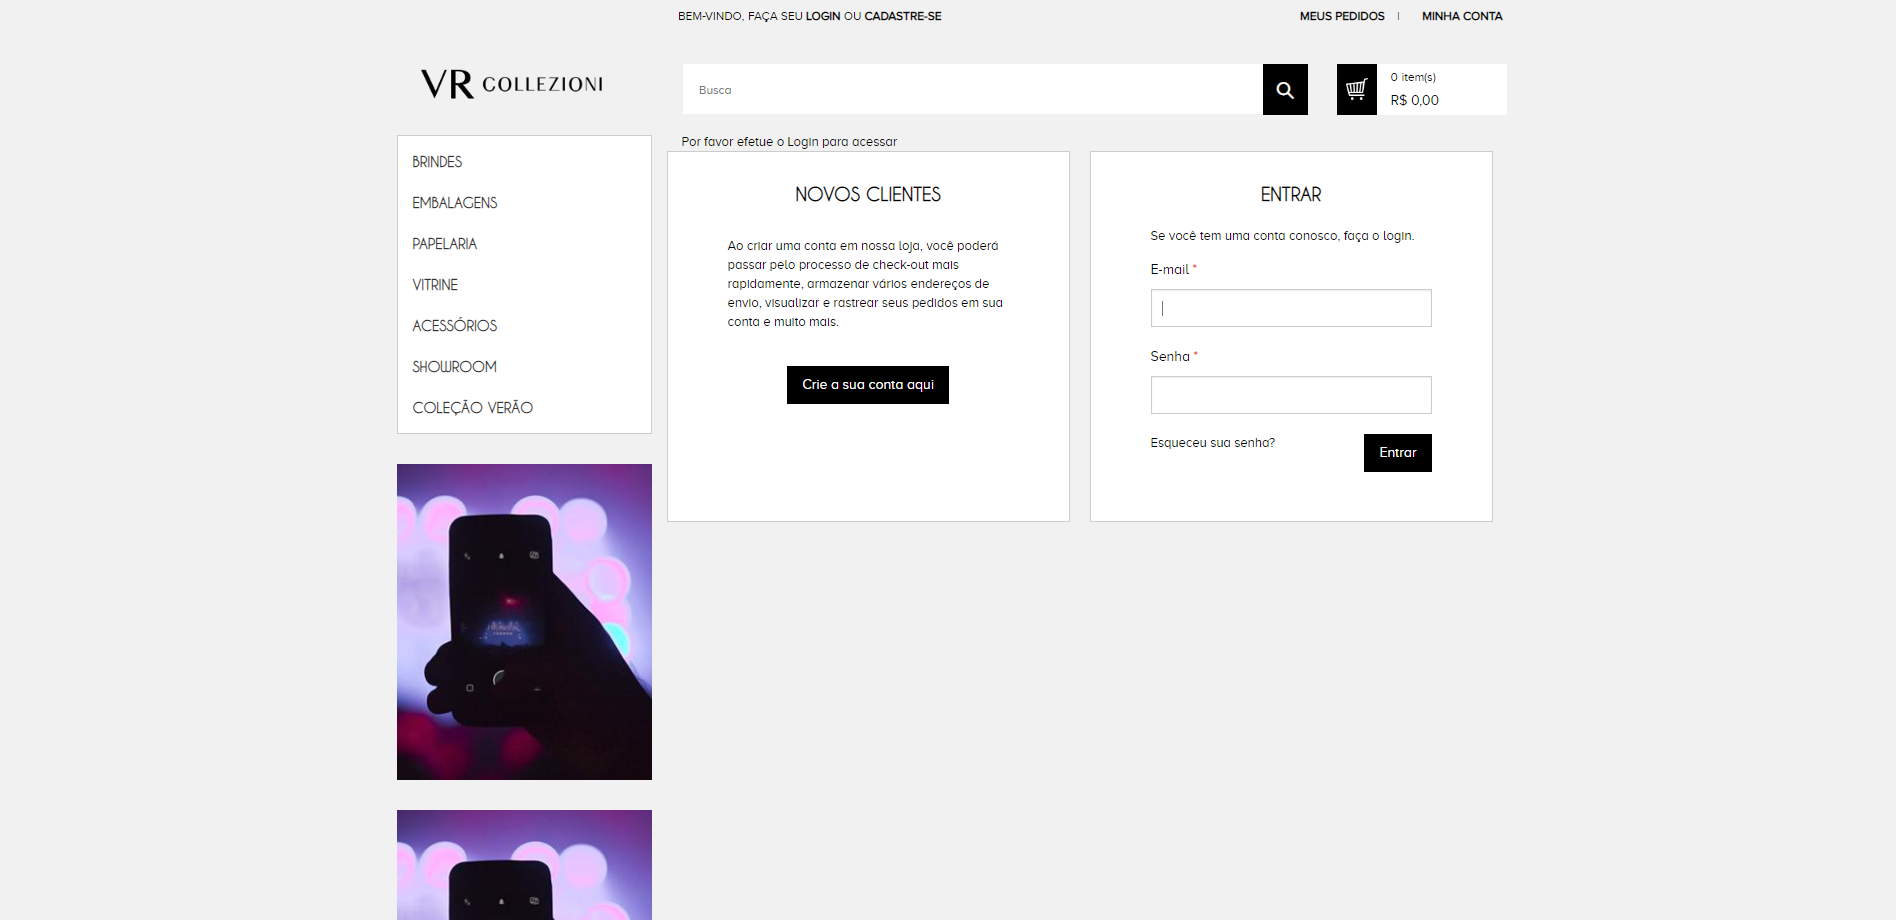 BEM-VINDO, FAÇA SEU LOGIN OU CADASTRE-SE
MEUS PEDIDOS | MINHA CONTA
VR COLLEZIONI
Busca
0 item(s)
R$ 0,00
BRINDES
EMBALAGENS
PAPELARIA
VITRINE
ACESSÓRIOS
SHOWROOM
COLEÇÃO VERÃO
Por favor efetue o Login para acessar
NOVOS CLIENTES
Ao criar uma conta em nossa loja, você poderá
passar pelo processo de check-out mais
rapidamente, armazenar vários endereços de
envio, visualizar e rastrear seus pedidos em sua
conta e muito mais.
Crie a sua conta aqui
ENTRAR
Se você tem uma conta conosco, faça o login.
E-mail *
Senha *
Esqueceu sua senha?
Entrar